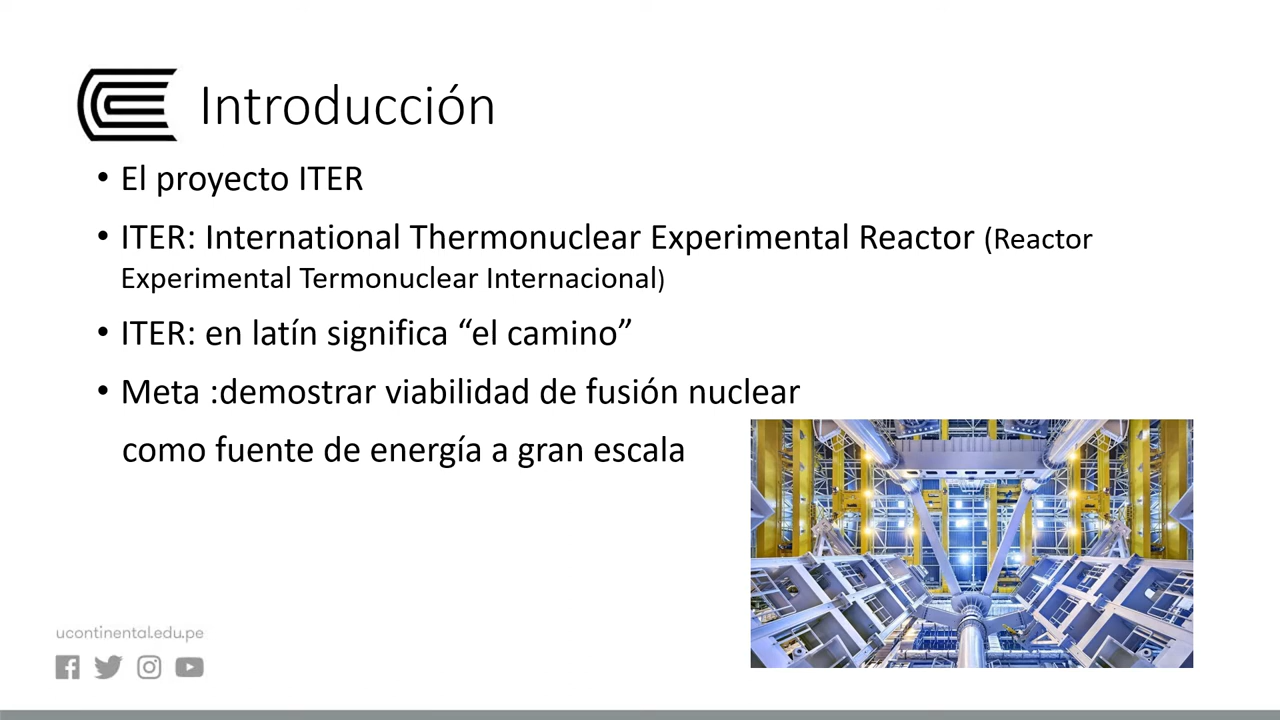 Introducción
• El proyecto ITER
• ITER: International Thermonuclear Experimental Reactor (Reactor
Experimental Termonuclear Internacional)
• ITER: en latín significa “el camino”
• Meta :demostrar viabilidad de fusión nuclear
como fuente de energía a gran escala
ucontinental.edu.pe